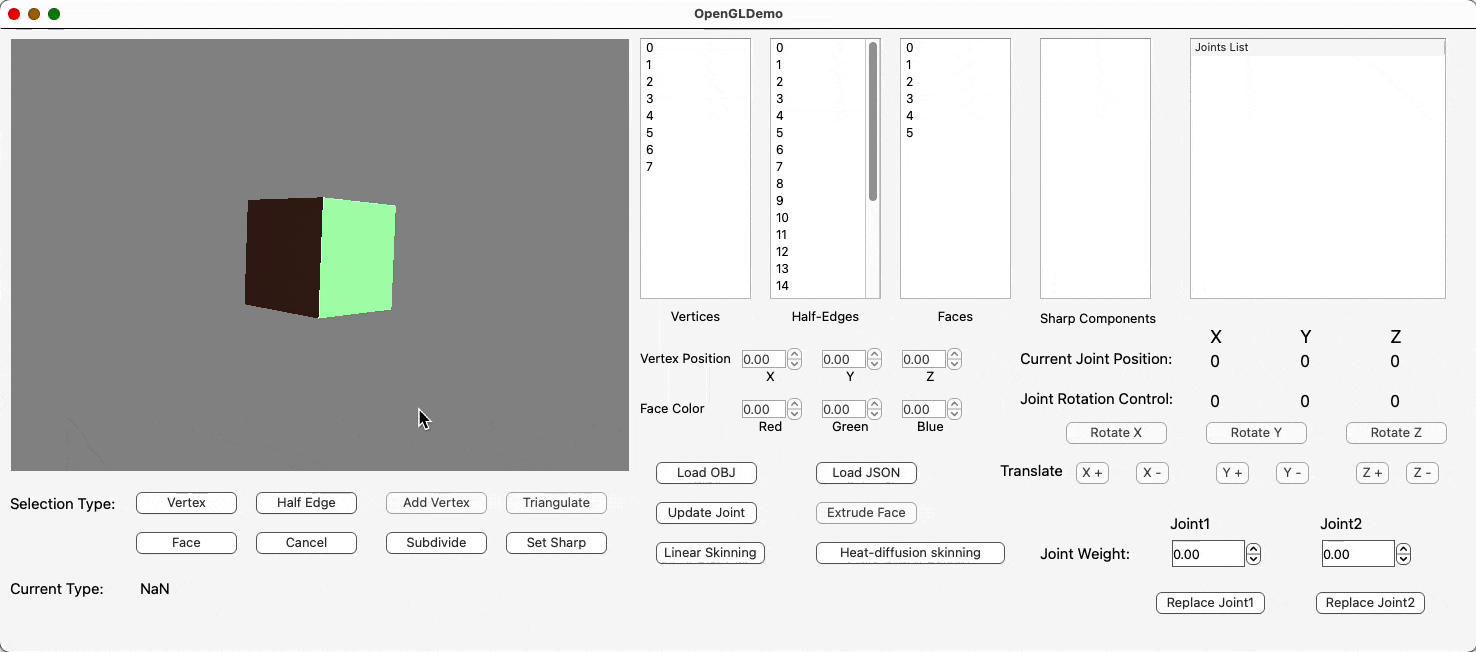 OpenGLDemo
0
1
2
3
4
5
6
7
Vertices
0
1
2
3
4
5
6
7
8
9
10
11
12
13
14
Half-Edges
0
1
2
3
4
5
Faces
Sharp Components
Joints List
Vertex Position 0.00 0.00 0.00
X Y Z
Face Color 0.00 0.00 0.00
Red Green Blue
X Y Z
Current Joint Position: 0 0 0
Joint Rotation Control: 0 0 0
Rotate X Rotate Y Rotate Z
Translate X + X - Y + Y - Z + Z -
Load OBJ Load JSON
Update Joint Extrude Face
Linear Skinning Heat-diffusion skinning
Joint1 Joint2
Joint Weight: 0.00 0.00
Replace Joint1 Replace Joint2
Selection Type: Vertex Half Edge Add Vertex Triangulate
Face Cancel Subdivide Set Sharp
Current Type: NaN